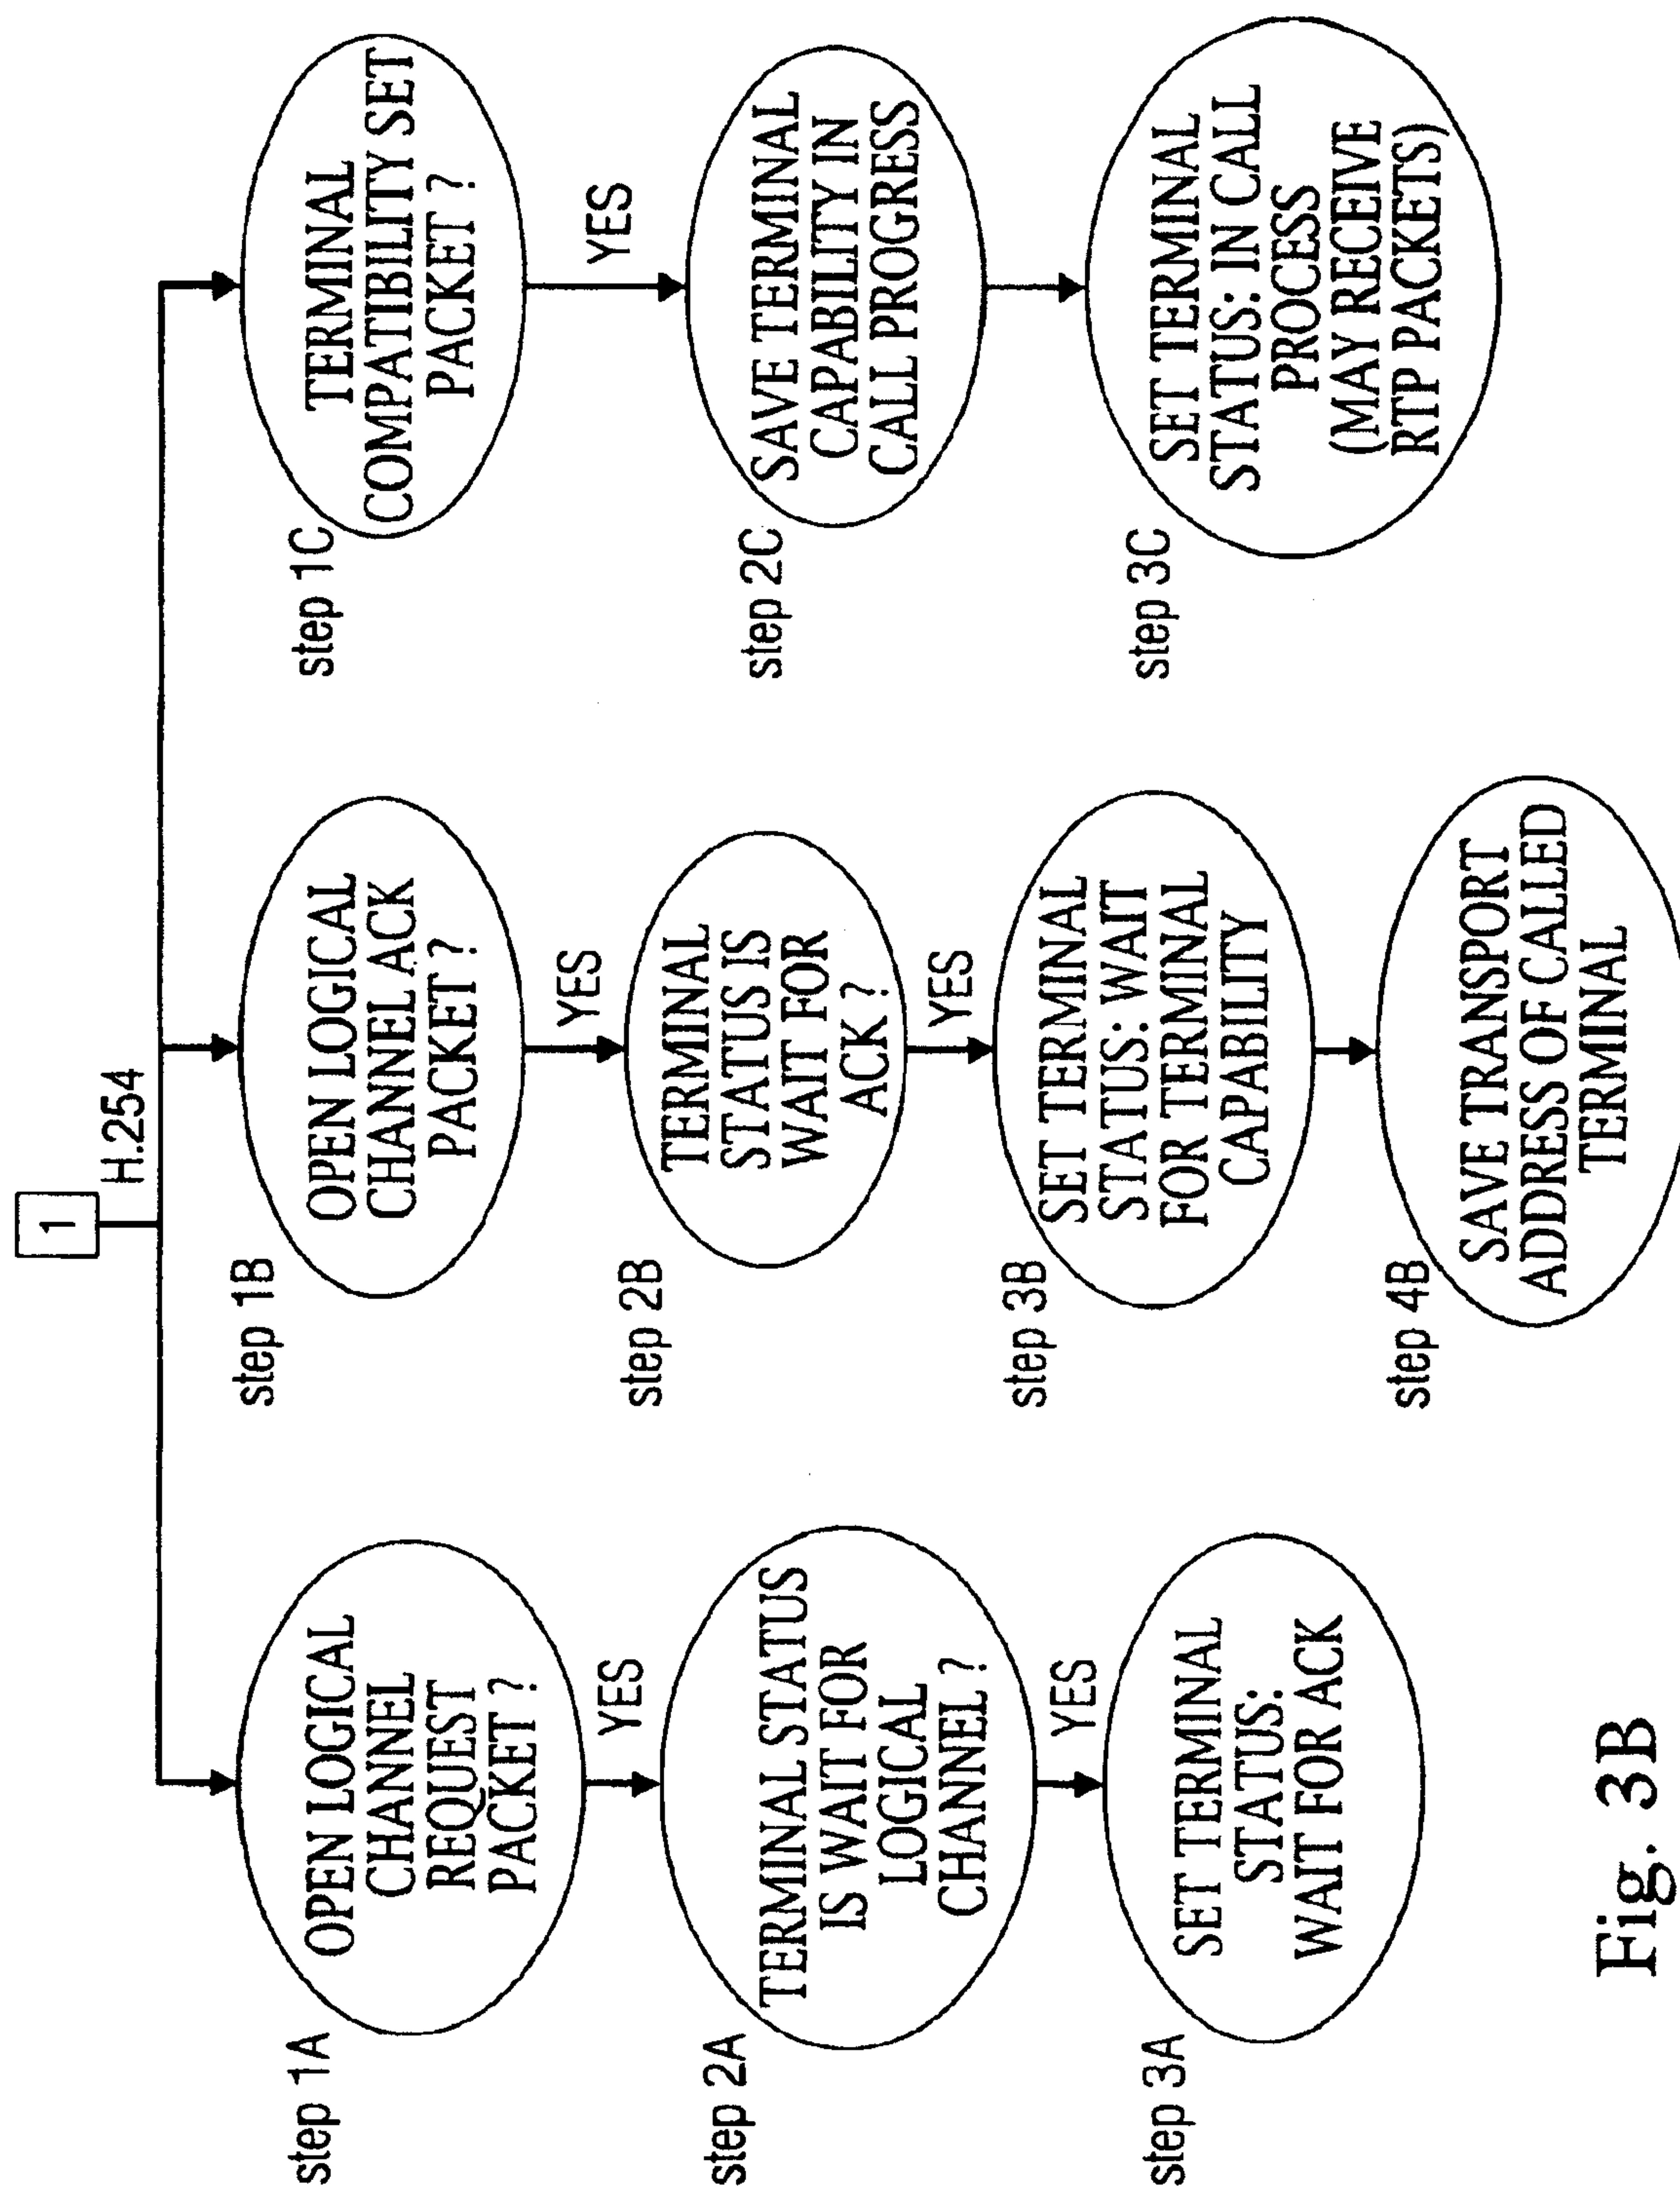 1
H.254
step 1A
OPEN LOGICAL
CHANNEL
REQUEST
PACKET ?
YES
step 2A
TERMINAL STATUS
IS WAIT FOR
LOGICAL
CHANNEL ?
YES
step 3A
SET TERMINAL
STATUS:
WAIT FOR ACK
step 1B
OPEN LOGICAL
CHANNEL ACK
PACKET ?
YES
step 2B
TERMINAL
STATUS IS
WAIT FOR
ACK ?
YES
step 3B
SET TERMINAL
STATUS: WAIT
FOR TERMINAL
CAPABILITY
step 4B
SAVE TRANSPORT
ADDRESS OF CALLED
TERMINAL
step 1C
TERMINAL
COMPATIBILITY SET
PACKET ?
YES
step 2C
SAVE TERMINAL
CAPABILITY IN
CALL PROGRESS
step 3C
SET TERMINAL
STATUS: IN CALL
PROCESS
(MAY RECEIVE
RTP PACKETS)
Fig. 3B